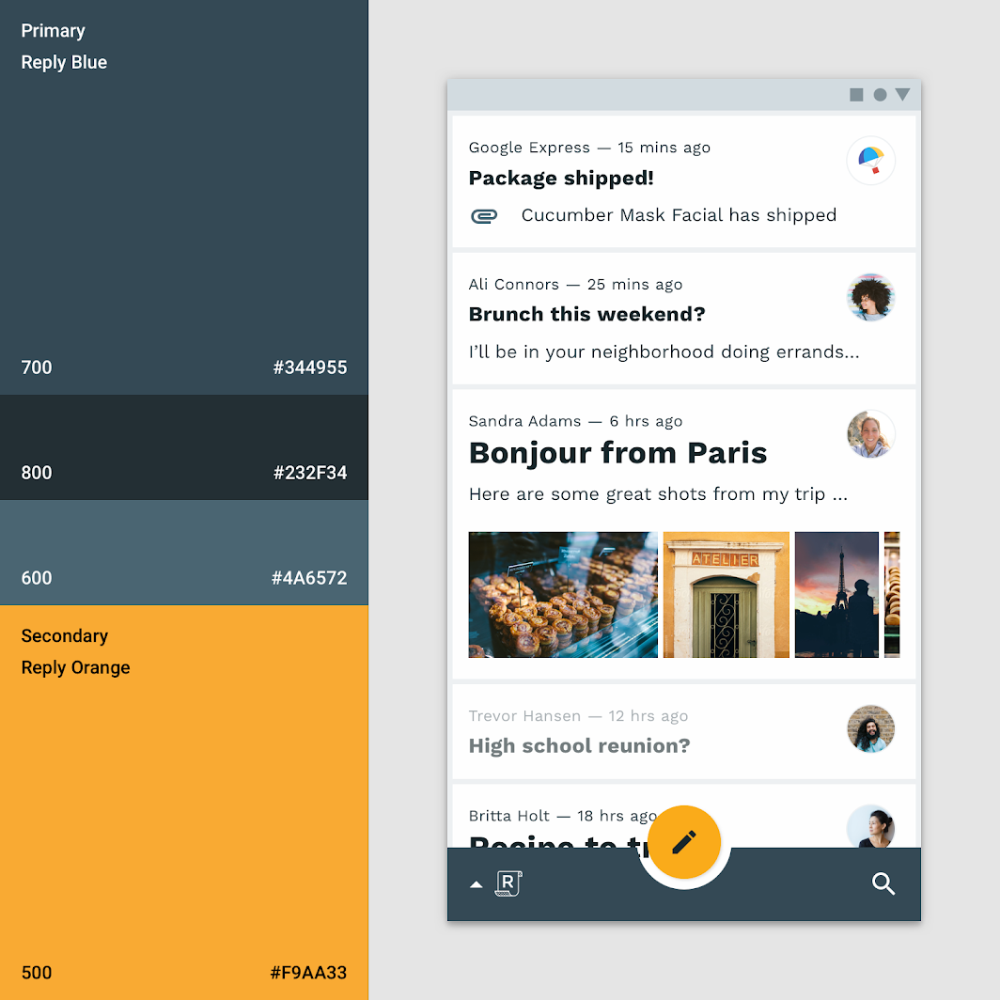 Primary
Reply Blue
700 #344955
800 #232F34
600 #4A6572
Secondary
Reply Orange
500 #F9AA33
Google Express — 15 mins ago
Package shipped!
Cucumber Mask Facial has shipped
Ali Connors — 25 mins ago
Brunch this weekend?
I’ll be in your neighborhood doing errands...
Sandra Adams — 6 hrs ago
Bonjour from Paris
Here are some great shots from my trip ...
ATELIER
Trevor Hansen — 12 hrs ago
High school reunion?
Britta Holt — 18 hrs ago
Recipe to
R